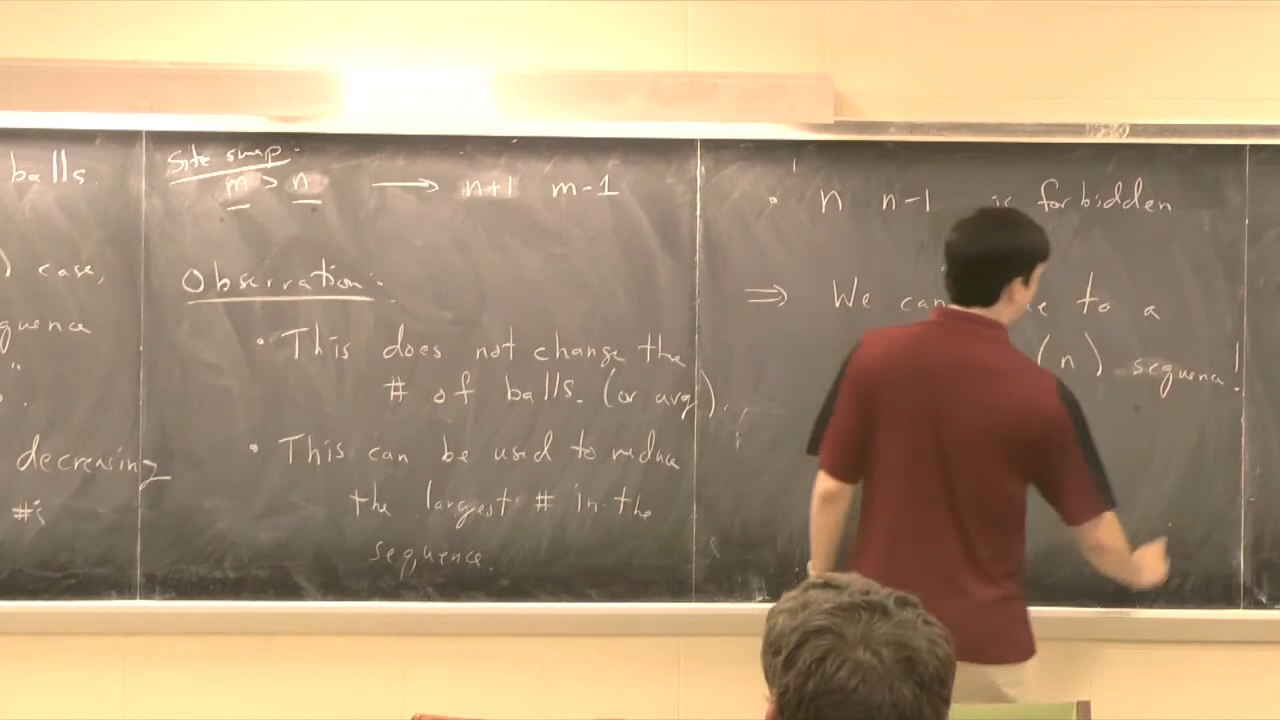 balls.
) case,
quence
decreasing
#'s
Site swap:
m > n → n+1 m-1
Observation:
• This does not change the
# of balls. (or avg).
• This can be used to reduce
the largest # in the
sequence.
• n n-1 is forbidden
⇒ We can to a
(n) sequence!